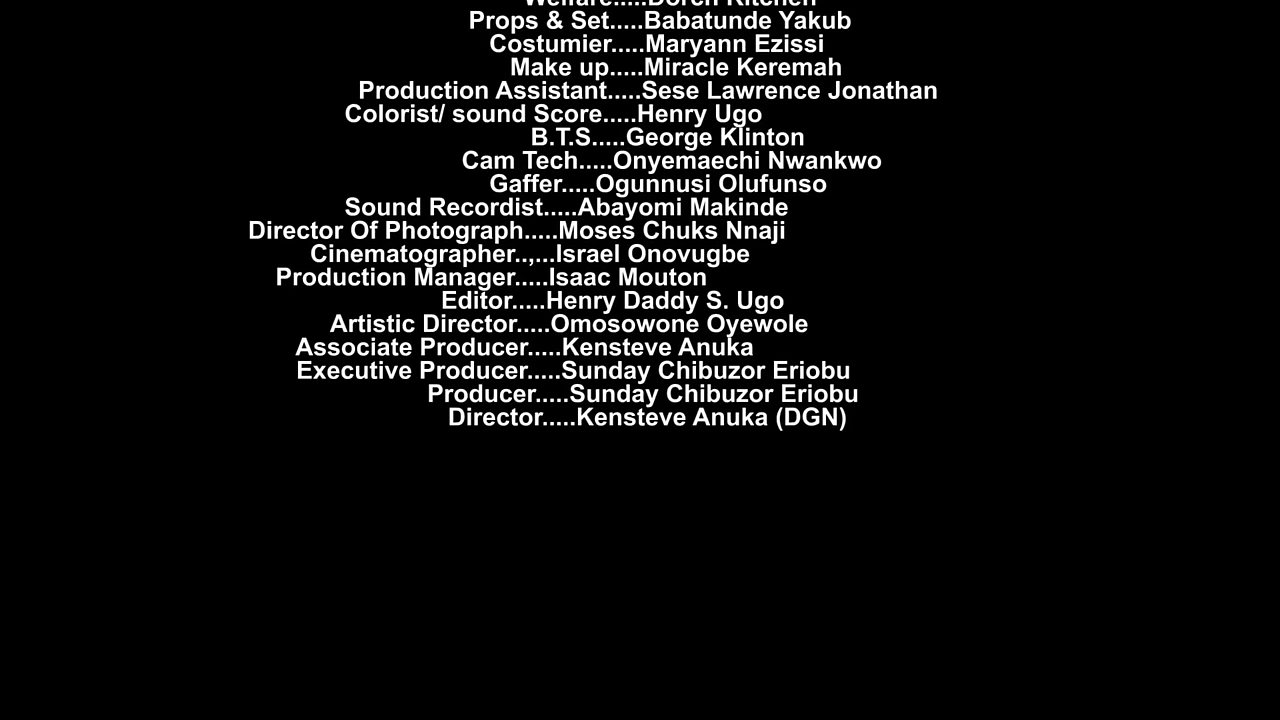 Welfare.....Doren Kitchen
Props & Set.....Babatunde Yakub
Costumier.....Maryann Ezissi
Make up.....Miracle Keremah
Production Assistant.....Sese Lawrence Jonathan
Colorist/ sound Score.....Henry Ugo
B.T.S.....George Klinton
Cam Tech.....Onyemaechi Nwankwo
Gaffer.....Ogunnusi Olufunso
Sound Recordist.....Abayomi Makinde
Director Of Photograph.....Moses Chuks Nnaji
Cinematographer..,...Israel Onovugbe
Production Manager.....Isaac Mouton
Editor.....Henry Daddy S. Ugo
Artistic Director.....Omosowone Oyewole
Associate Producer.....Kensteve Anuka
Executive Producer.....Sunday Chibuzor Eriobu
Producer.....Sunday Chibuzor Eriobu
Director.....Kensteve Anuka (DGN)